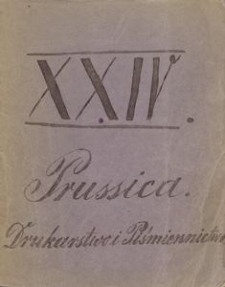 XXIV.
Prussica.
Drukarstwo i Piśmiennictwo